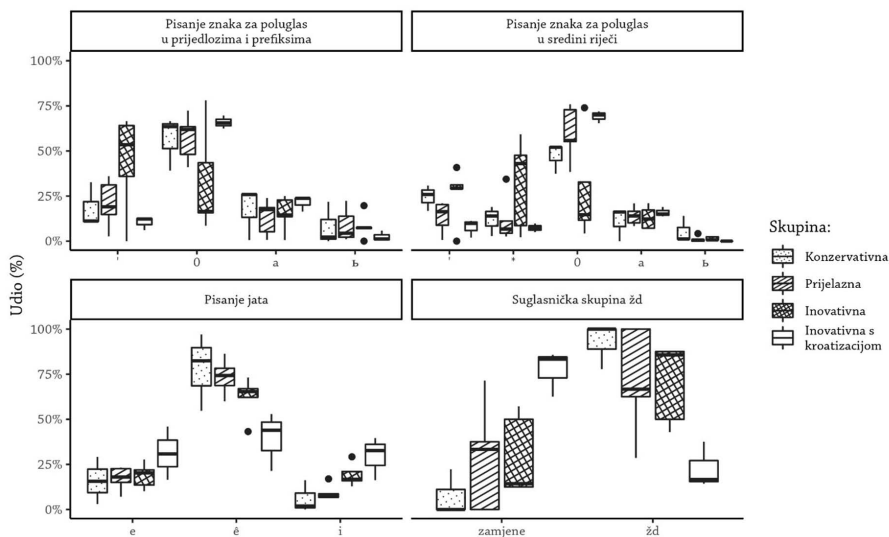 Pisanje znaka za poluglas
u prijedlozima i prefiksima
Pisanje znaka za poluglas
u sredini riječi
100%
75%
50%
25%
0%
' 0 a ь
' * 0 a ь
Pisanje jata
Suglasnička skupina žd
100%
75%
50%
25%
0%
e ě i
zamjene žd
Udio (%)
Skupina:
Konzervativna
Prijelazna
Inovativna
Inovativna s
kroatizacijom